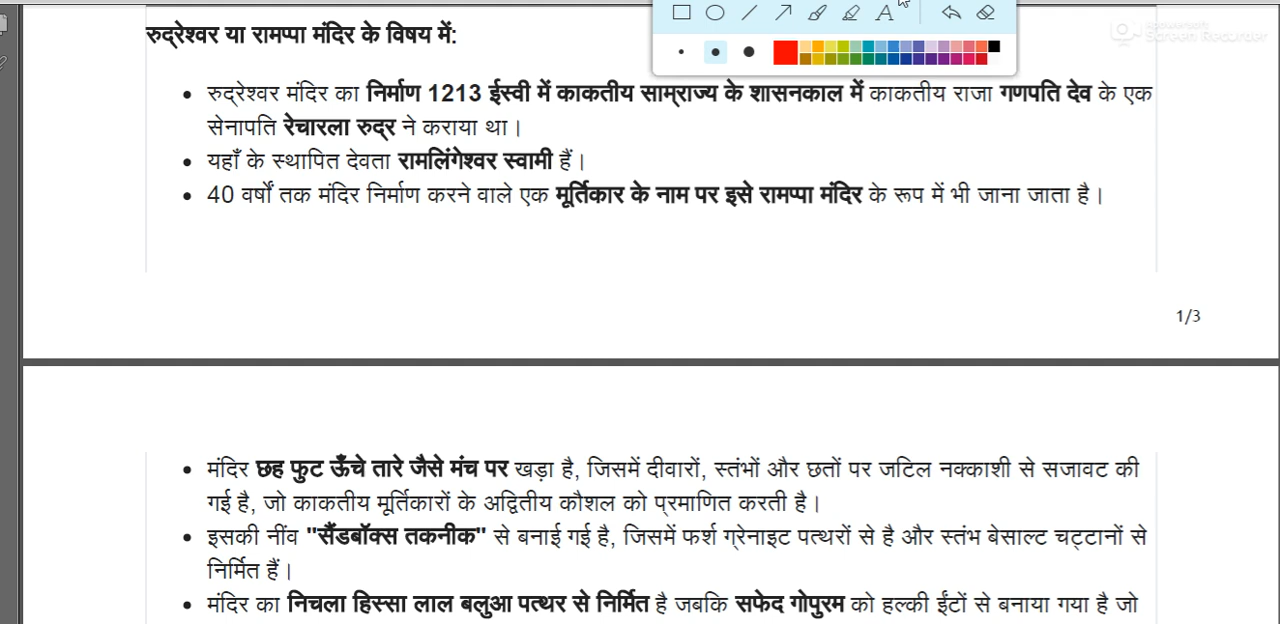 रुद्रेश्वर या रामप्पा मंदिर के विषय में:
Apowersoft
Screen Recorder
रुद्रेश्वर मंदिर का निर्माण 1213 ईस्वी में काकतीय साम्राज्य के शासनकाल में काकतीय राजा गणपति देव के एक
सेनापति रेचारला रुद्र ने कराया था।
यहाँ के स्थापित देवता रामलिंगेश्वर स्वामी हैं।
40 वर्षों तक मंदिर निर्माण करने वाले एक मूर्तिकार के नाम पर इसे रामप्पा मंदिर के रूप में भी जाना जाता है।
1/3
मंदिर छह फुट ऊँचे तारे जैसे मंच पर खड़ा है, जिसमें दीवारों, स्तंभों और छतों पर जटिल नक्काशी से सजावट की
गई है, जो काकतीय मूर्तिकारों के अद्वितीय कौशल को प्रमाणित करती है।
इसकी नींव "सैंडबॉक्स तकनीक" से बनाई गई है, जिसमें फर्श ग्रेनाइट पत्थरों से है और स्तंभ बेसाल्ट चट्टानों से
निर्मित हैं।
मंदिर का निचला हिस्सा लाल बलुआ पत्थर से निर्मित है जबकि सफेद गोपुरम को हल्की ईंटों से बनाया गया है जो